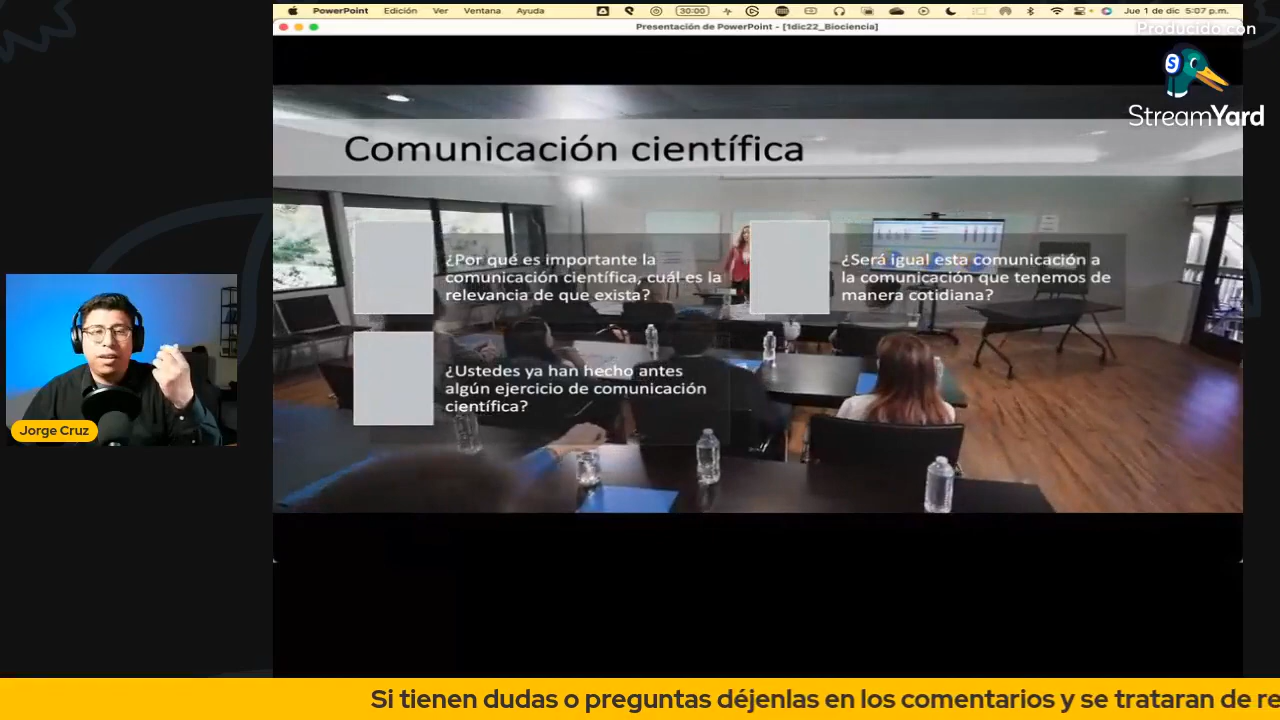 PowerPoint Edición Ver Ventana Ayuda 30:00 Jue 1 de dic 5:07 p.m.
Presentación de PowerPoint - [1dic22_Biociencia]
Producido con
StreamYard
Comunicación científica
¿Por qué es importante la
comunicación científica, cuál es la
relevancia de que exista?
¿Será igual esta comunicación a
la comunicación que tenemos de
manera cotidiana?
¿Ustedes ya han hecho antes
algún ejercicio de comunicación
científica?
Jorge Cruz
Si tienen dudas o preguntas déjenlas en los comentarios y se trataran de re